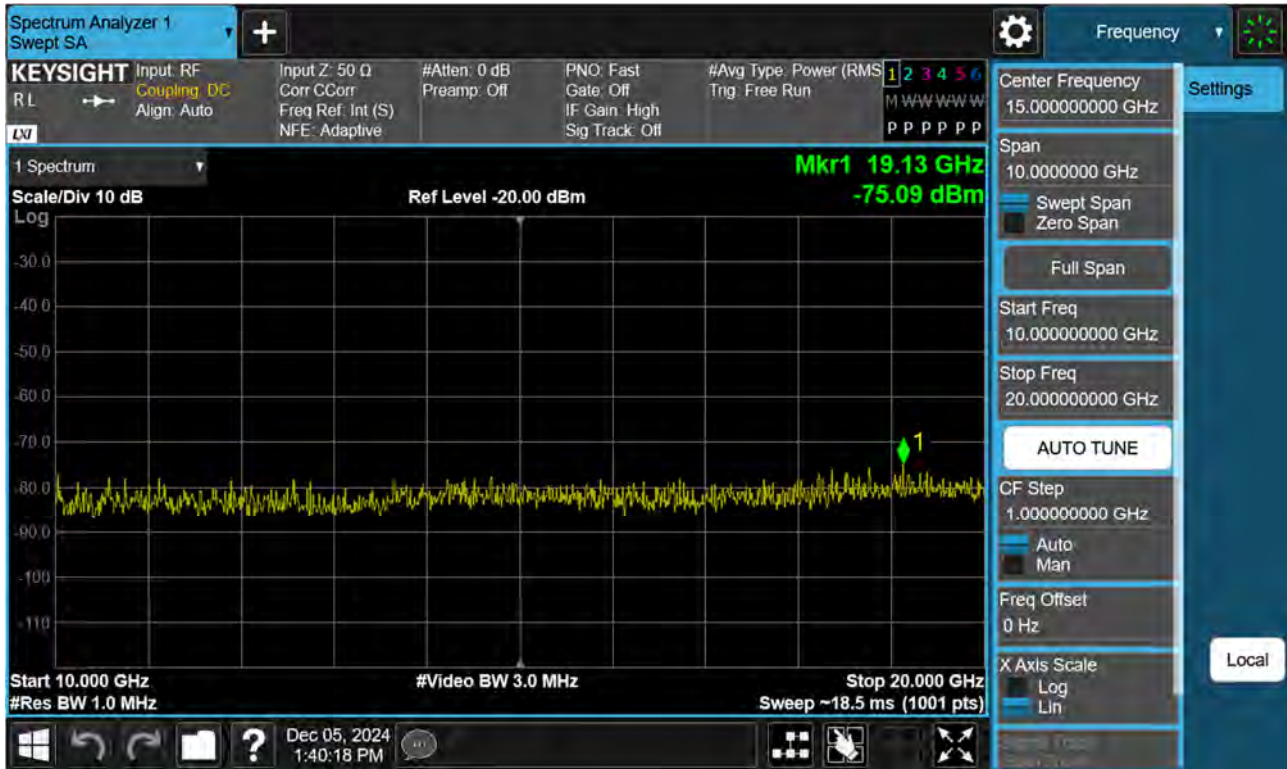 Spectrum Analyzer 1
Swept SA
Frequency
KEYSIGHT
RL
LXI
Input: RF
Coupling: DC
Align: Auto
Input Z: 50 Ω
Corr CCorr
Freq Ref: Int (S)
NFE: Adaptive
#Atten: 0 dB
Preamp: Off
PNO: Fast
Gate: Off
IF Gain: High
Sig Track: Off
#Avg Type: Power (RMS
Trig: Free Run
1 2 3 4 5 6
M W W W W W
P P P P P P
1 Spectrum
Mkr1 19.13 GHz
-75.09 dBm
Scale/Div 10 dB
Ref Level -20.00 dBm
Log
-30.0
-40.0
-50.0
-60.0
-70.0
-80.0
-90.0
-100
-110
1
Start 10.000 GHz
#Video BW 3.0 MHz
Stop 20.000 GHz
#Res BW 1.0 MHz
Sweep ~18.5 ms (1001 pts)
Dec 05, 2024
1:40:18 PM
Center Frequency
15.000000000 GHz
Settings
Span
10.0000000 GHz
Swept Span
Zero Span
Full Span
Start Freq
10.000000000 GHz
Stop Freq
20.000000000 GHz
AUTO TUNE
CF Step
1.000000000 GHz
Auto
Man
Freq Offset
0 Hz
X Axis Scale
Log
Lin
Local